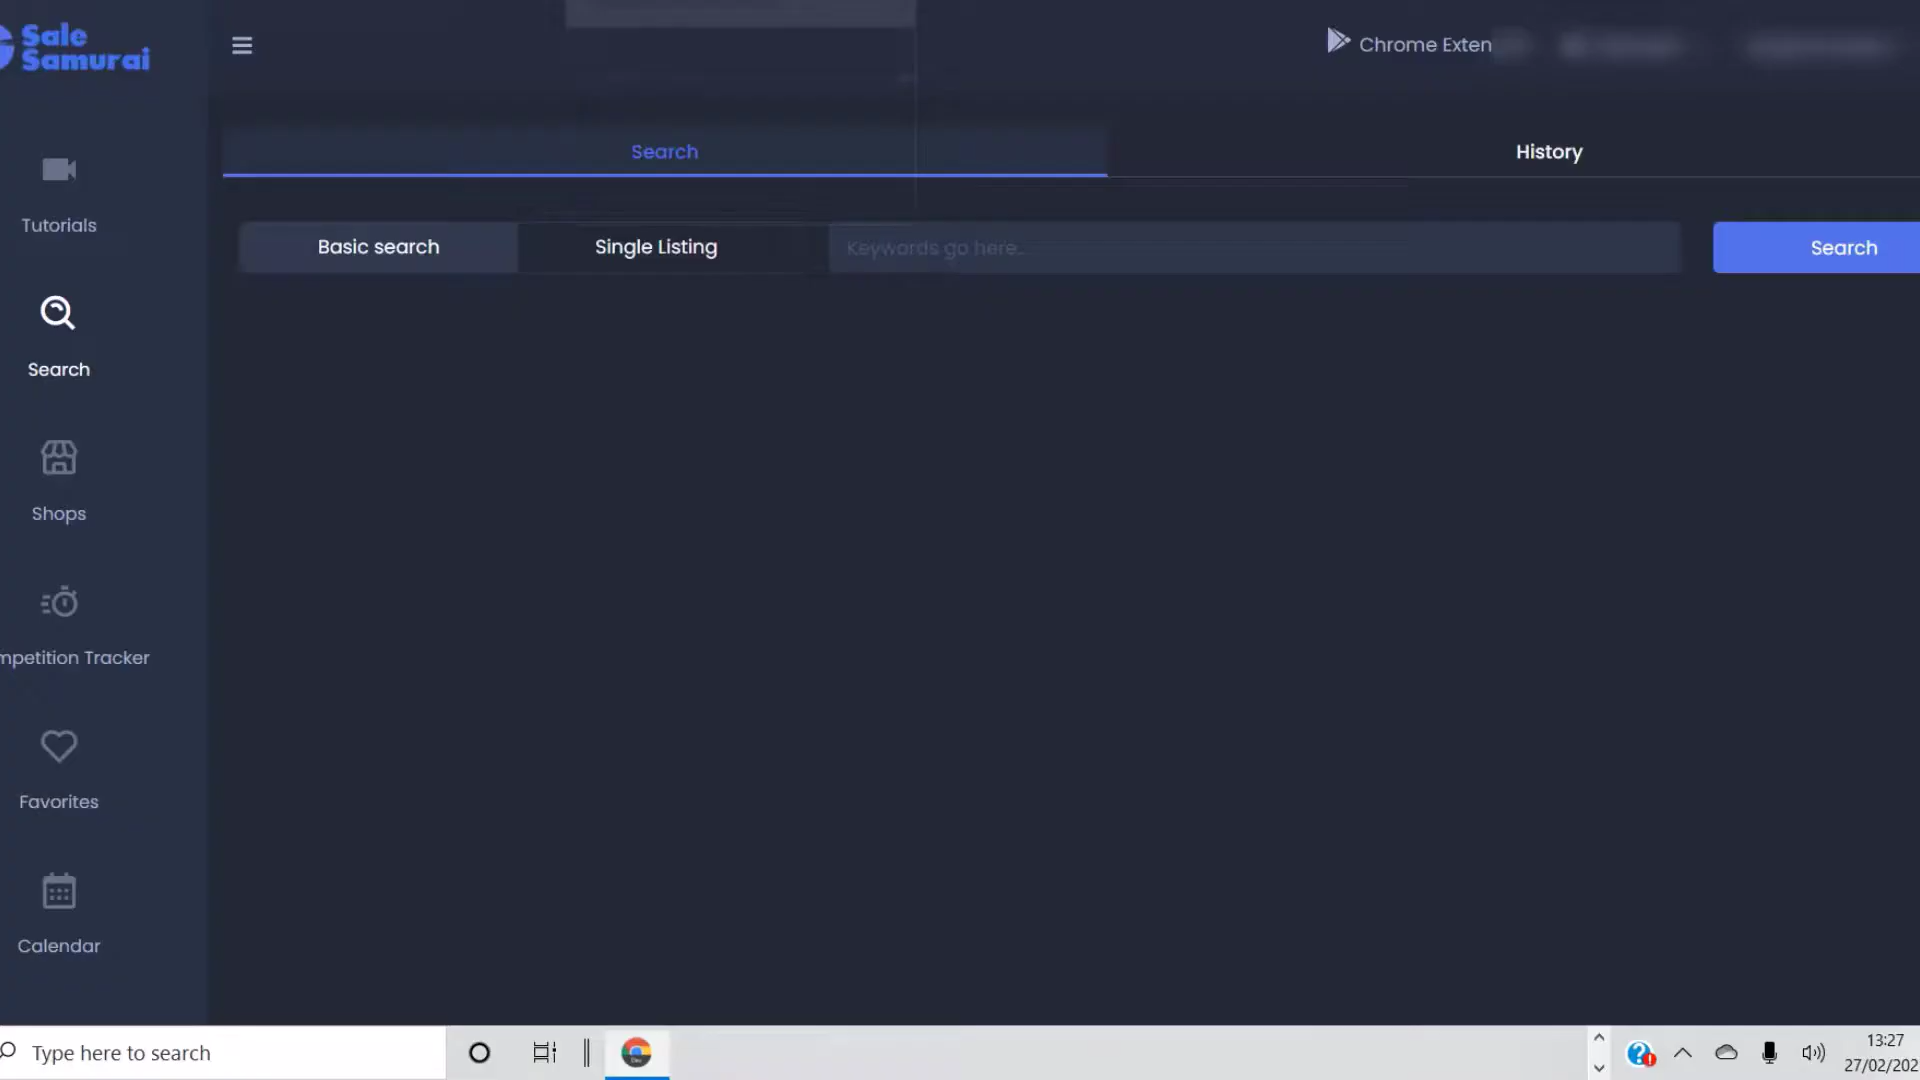 Sale
Samurai
Chrome Exten
Search
History
Basic search
Single Listing
Keywords go here...
Search
Tutorials
Search
Shops
mpetition Tracker
Favorites
Calendar
Type here to search
13:27
27/02/202